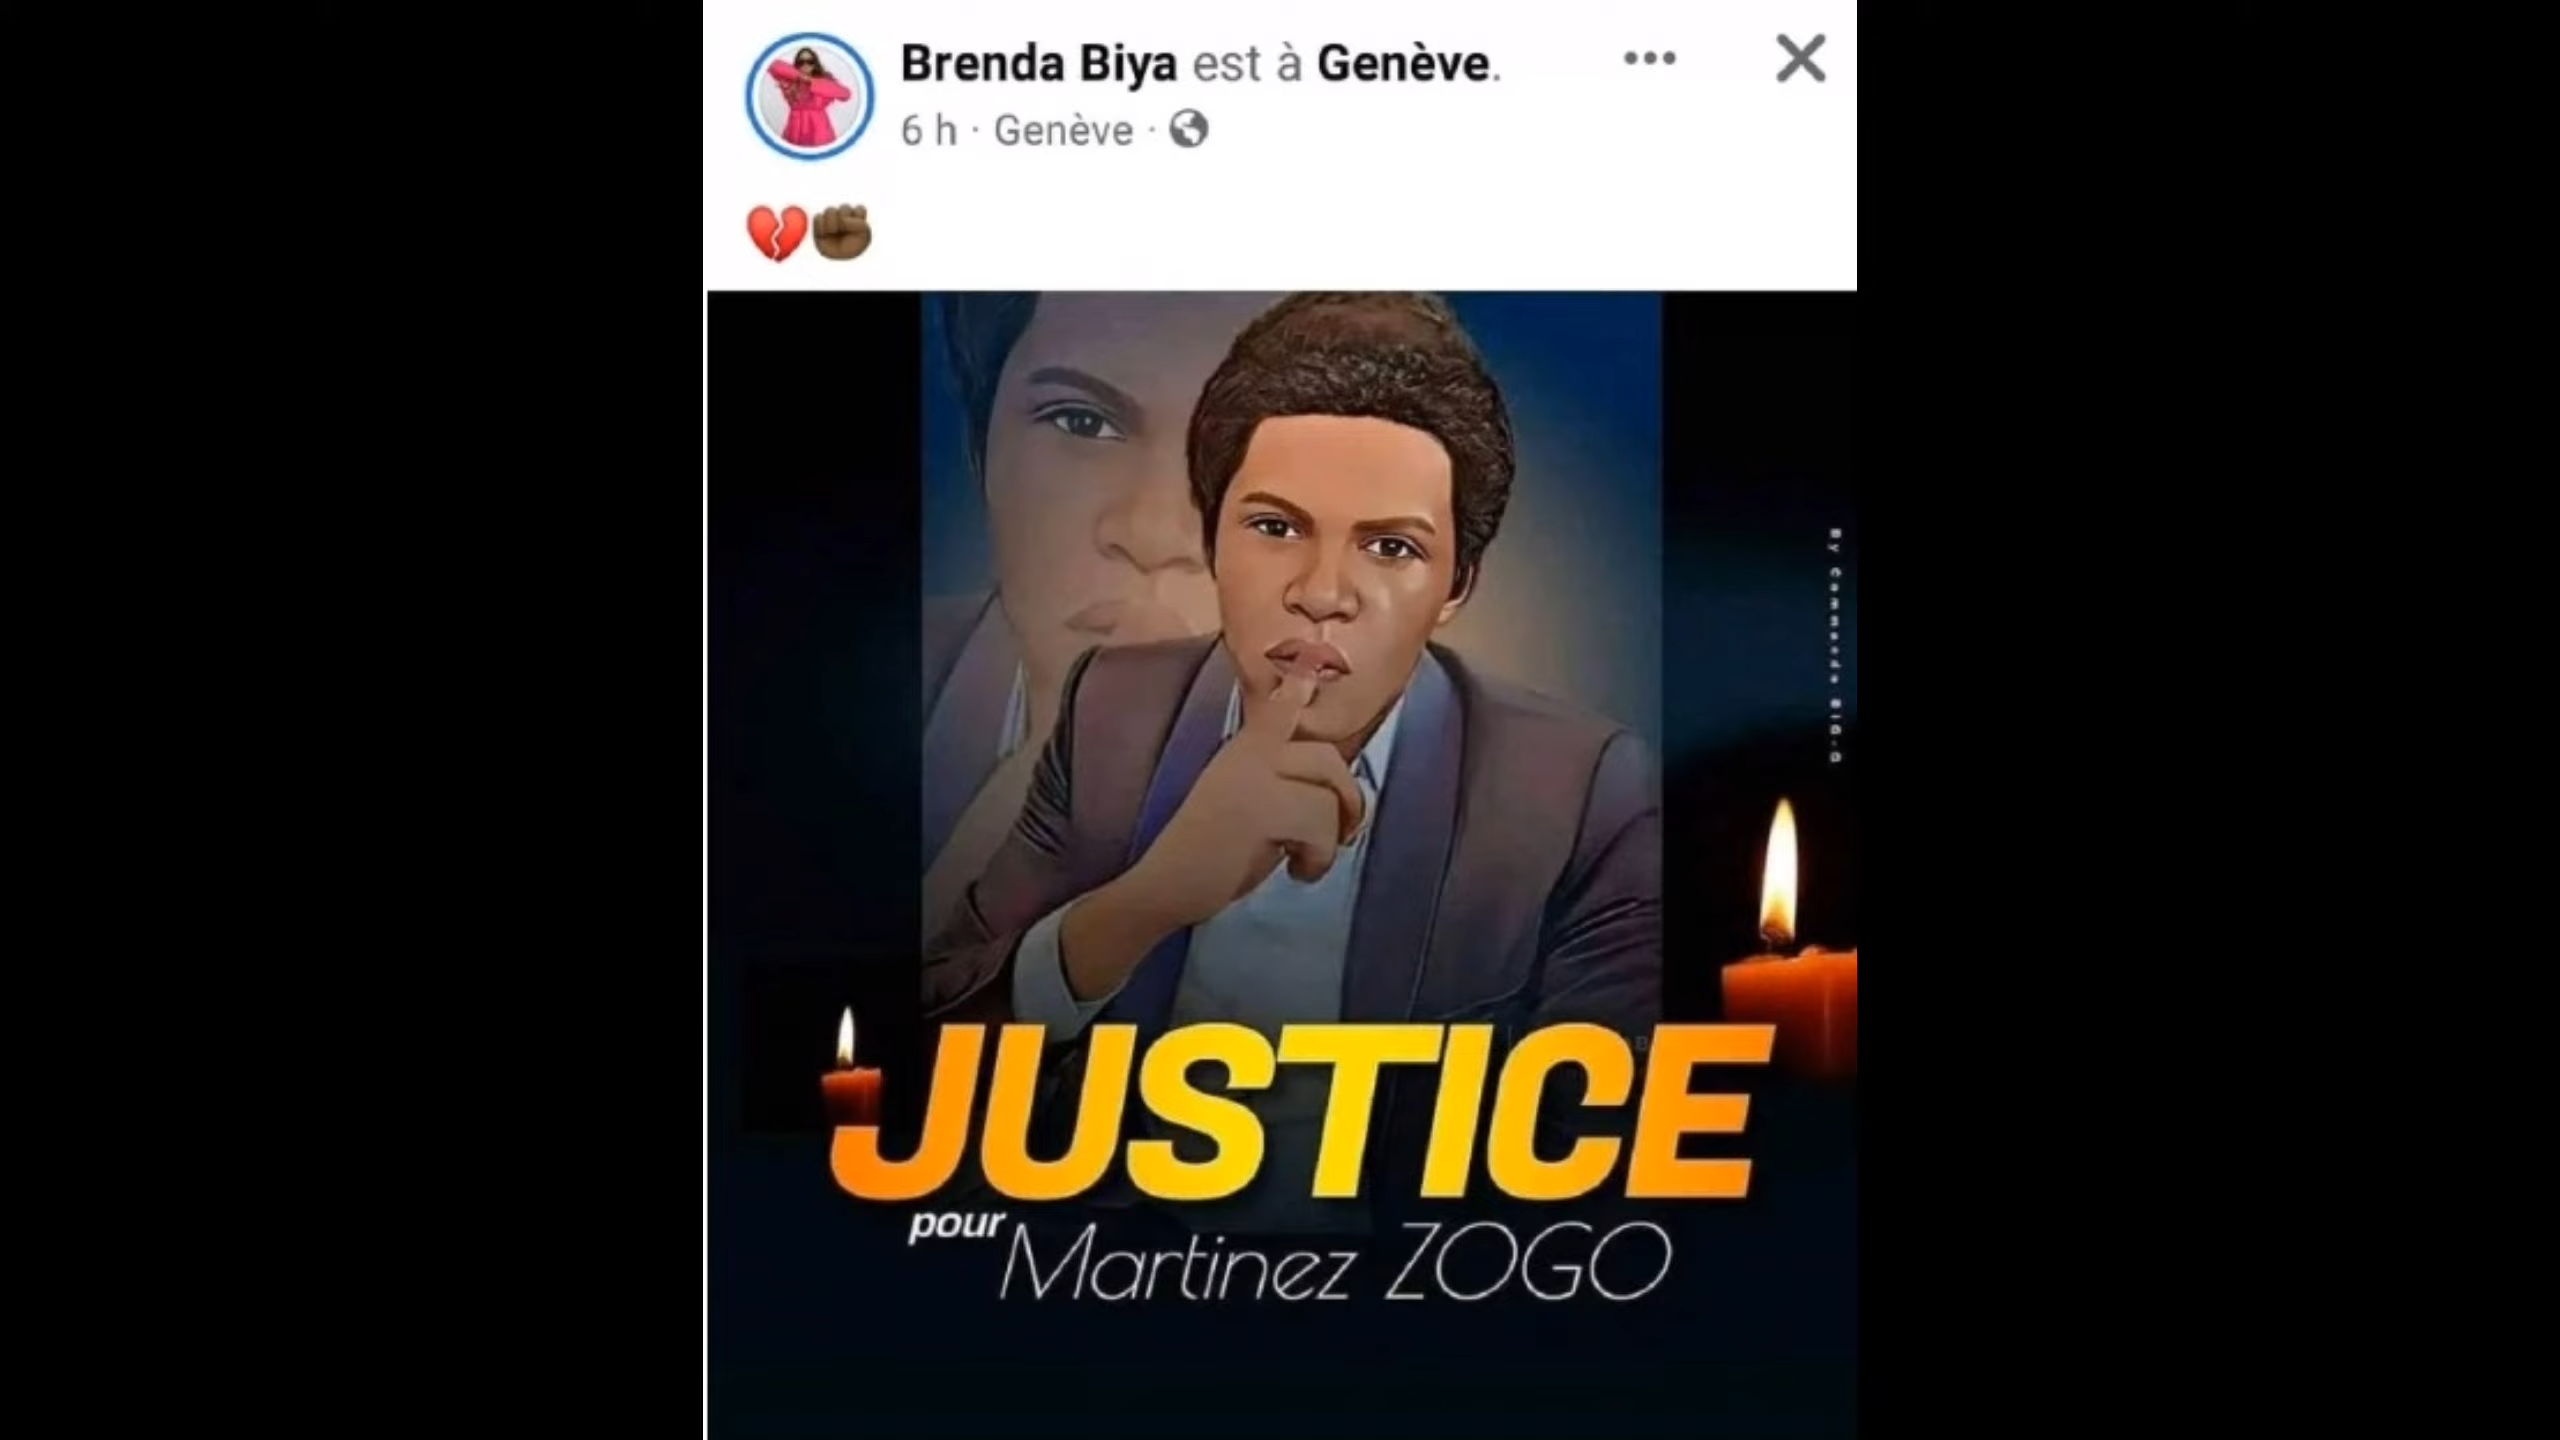 Brenda Biya est à Genève.
6 h · Genève ·
💔✊🏾
JUSTICE
pour Martinez ZOGO